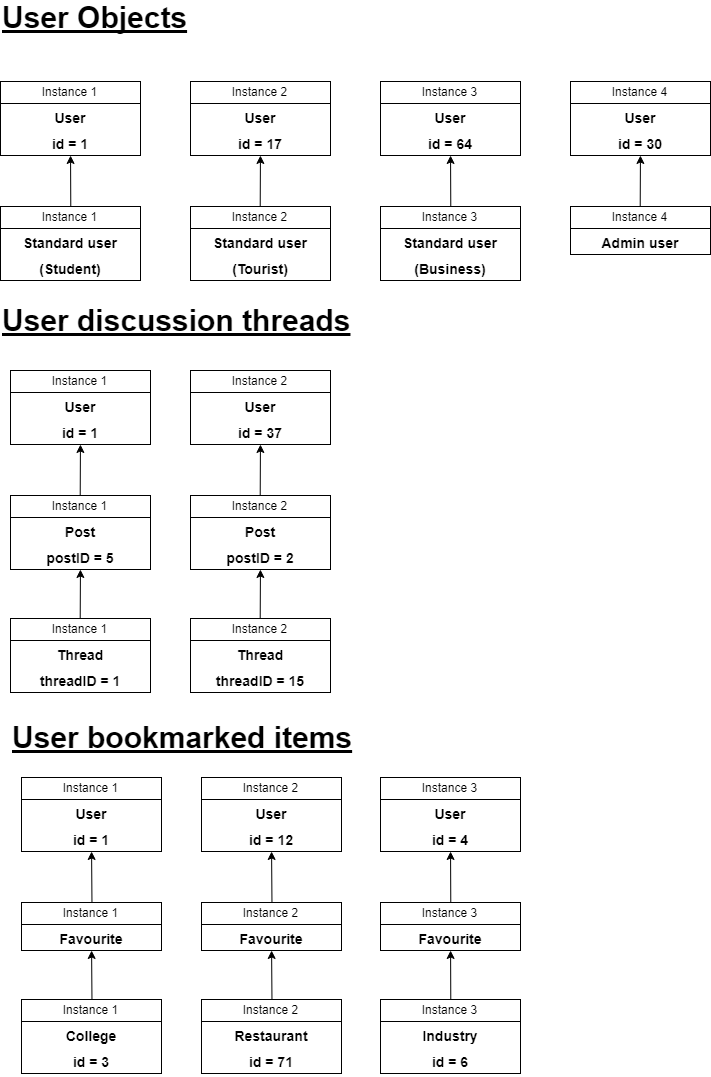 User Objects
Instance 1
User
id = 1
Instance 2
User
id = 17
Instance 3
User
id = 64
Instance 4
User
id = 30
Instance 1
Standard user
(Student)
Instance 2
Standard user
(Tourist)
Instance 3
Standard user
(Business)
Instance 4
Admin user
User discussion threads
Instance 1
User
id = 1
Instance 2
User
id = 37
Instance 1
Post
postID = 5
Instance 2
Post
postID = 2
Instance 1
Thread
threadID = 1
Instance 2
Thread
threadID = 15
User bookmarked items
Instance 1
User
id = 1
Instance 2
User
id = 12
Instance 3
User
id = 4
Instance 1
Favourite
Instance 2
Favourite
Instance 3
Favourite
Instance 1
College
id = 3
Instance 2
Restaurant
id = 71
Instance 3
Industry
id = 6